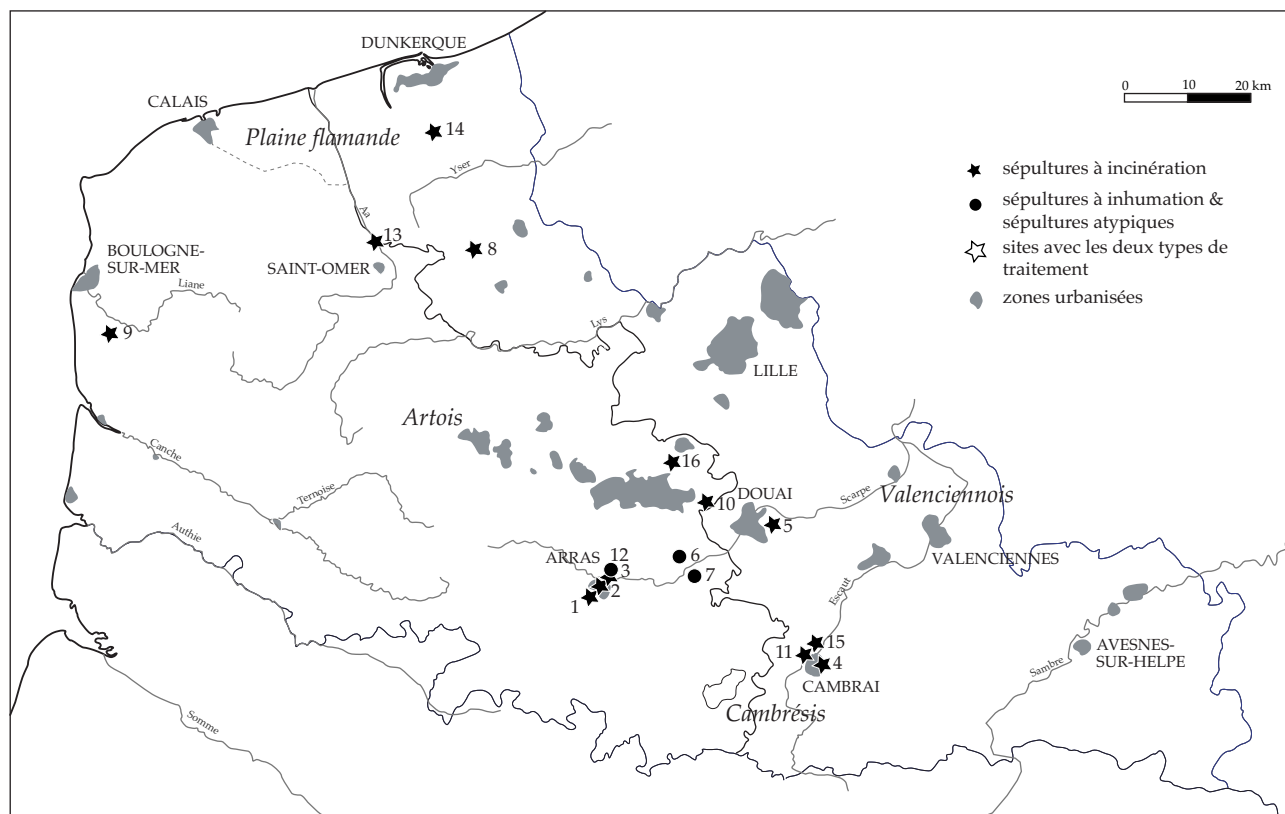 DUNKERQUE
CALAIS
Plaine flamande
14
0 10 20 km
Yser
Aa
sépultures à incinération
sépultures à inhumation &
sépultures atypiques
sites avec les deux types de
traitement
zones urbanisées
13
8
BOULOGNE-
SUR-MER
SAINT-OMER
Liane
9
Lys
LILLE
Artois
Canche
16
Ternoise
10
DOUAI
Scarpe
Valenciennois
5
Authie
ARRAS
12
6
VALENCIENNES
3
7
2
1
Escaut
15
11
4
CAMBRAI
AVESNES-
SUR-HELPE
Sambre
Cambrésis
Somme